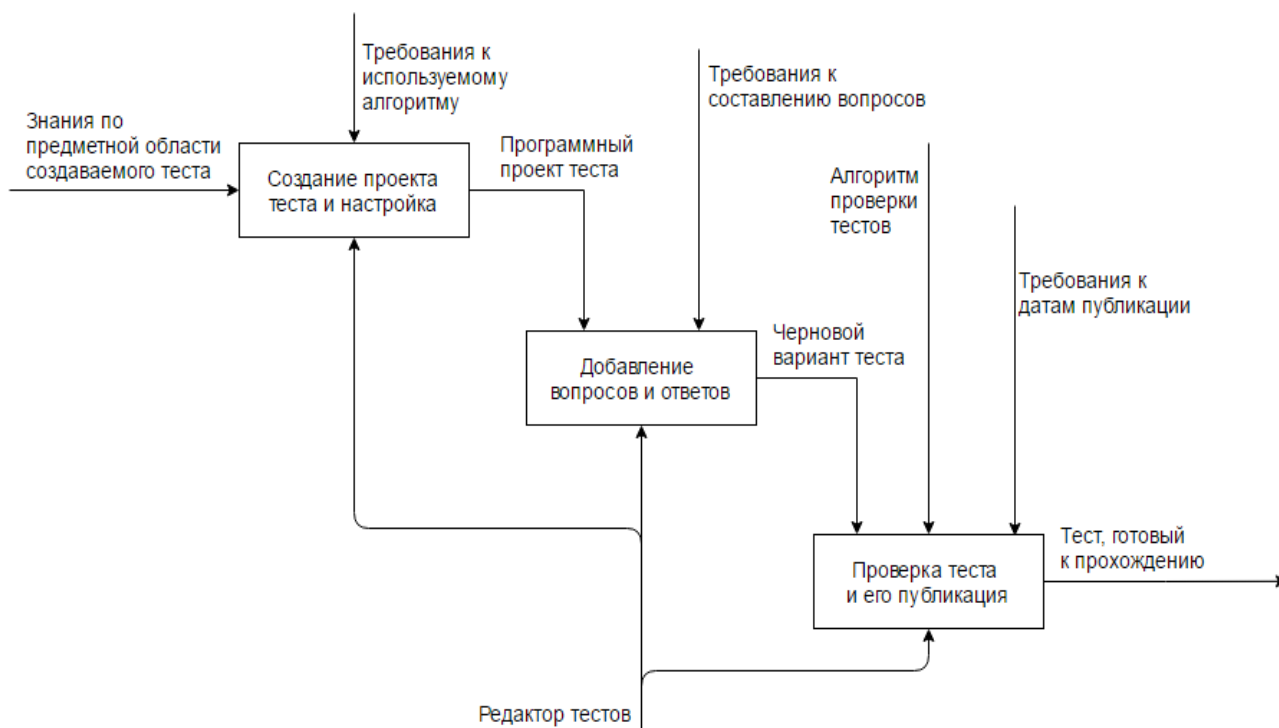 Требования к
используемому
алгоритму
Знания по
предметной области
создаваемого теста
Создание проекта
теста и настройка
Программный
проект теста
Требования к
составлению вопросов
Алгоритм
проверки
тестов
Требования к
датам публикации
Добавление
вопросов и ответов
Черновой
вариант теста
Проверка теста
и его публикация
Тест, готовый
к прохождению
Редактор тестов